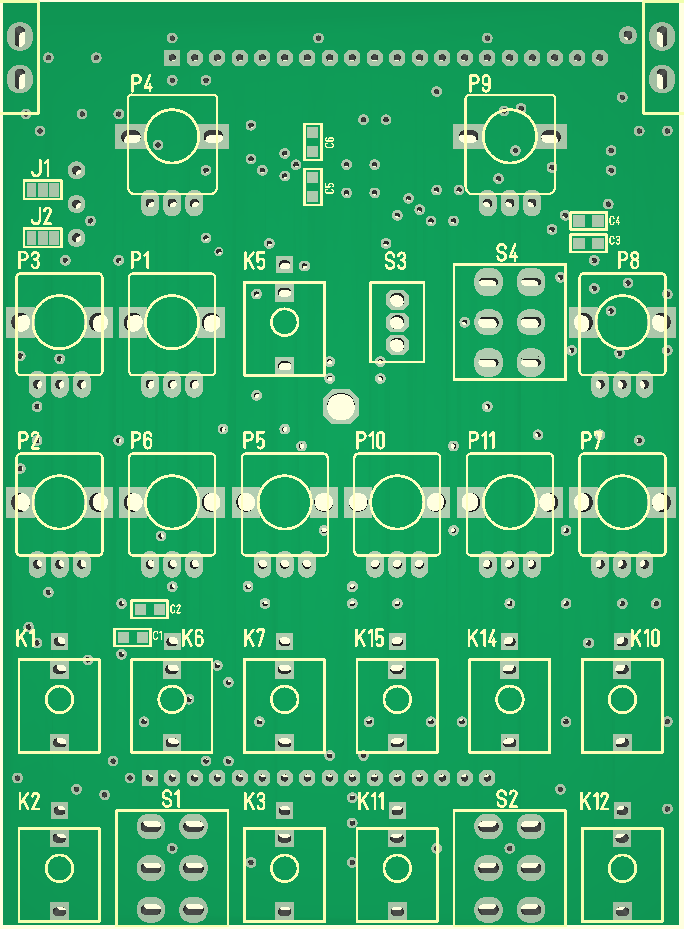 P4 P9
C6
J1 C5
J2 C4
P3 P1 K5 S3 S4 C3 P8
P2 P6 P5 P10 P11 P7
C2
K1 C1 K6 K7 K15 K14 K10
K2 S1 K3 K11 S2 K12